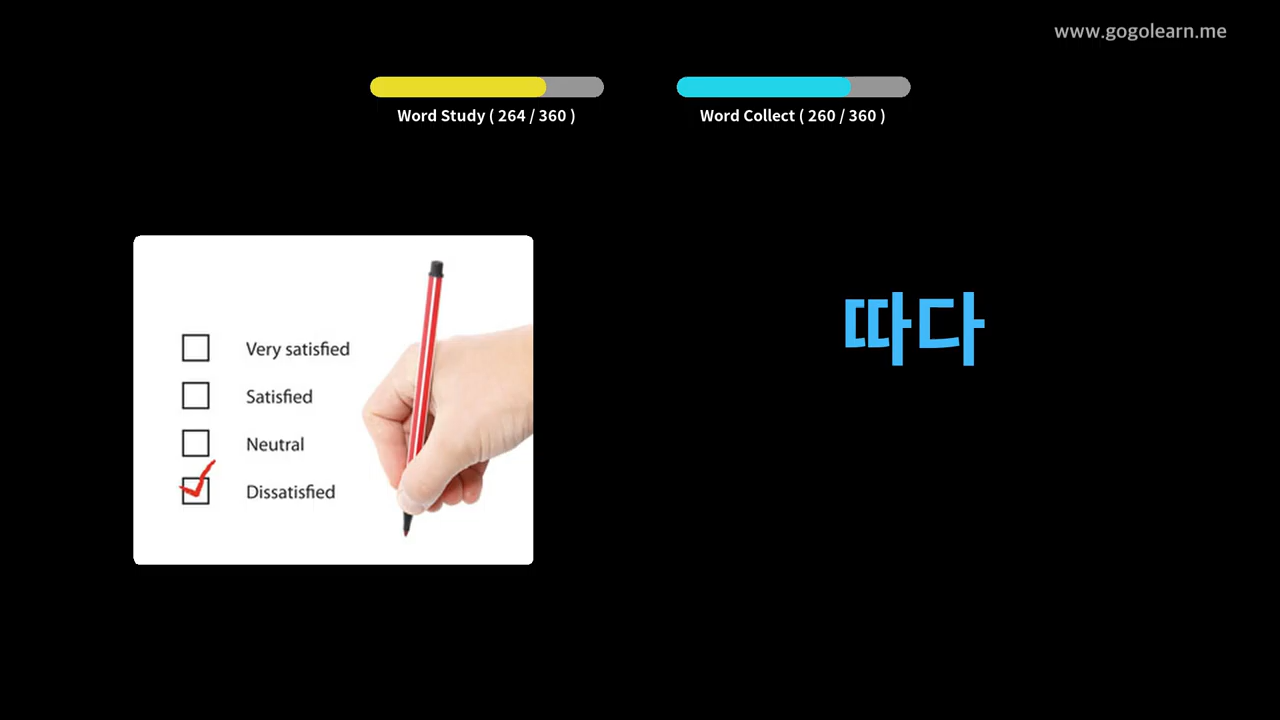 www.gogolearn.me
Word Study ( 264 / 360 )
Word Collect ( 260 / 360 )
Very satisfied
Satisfied
Neutral
Dissatisfied
따다